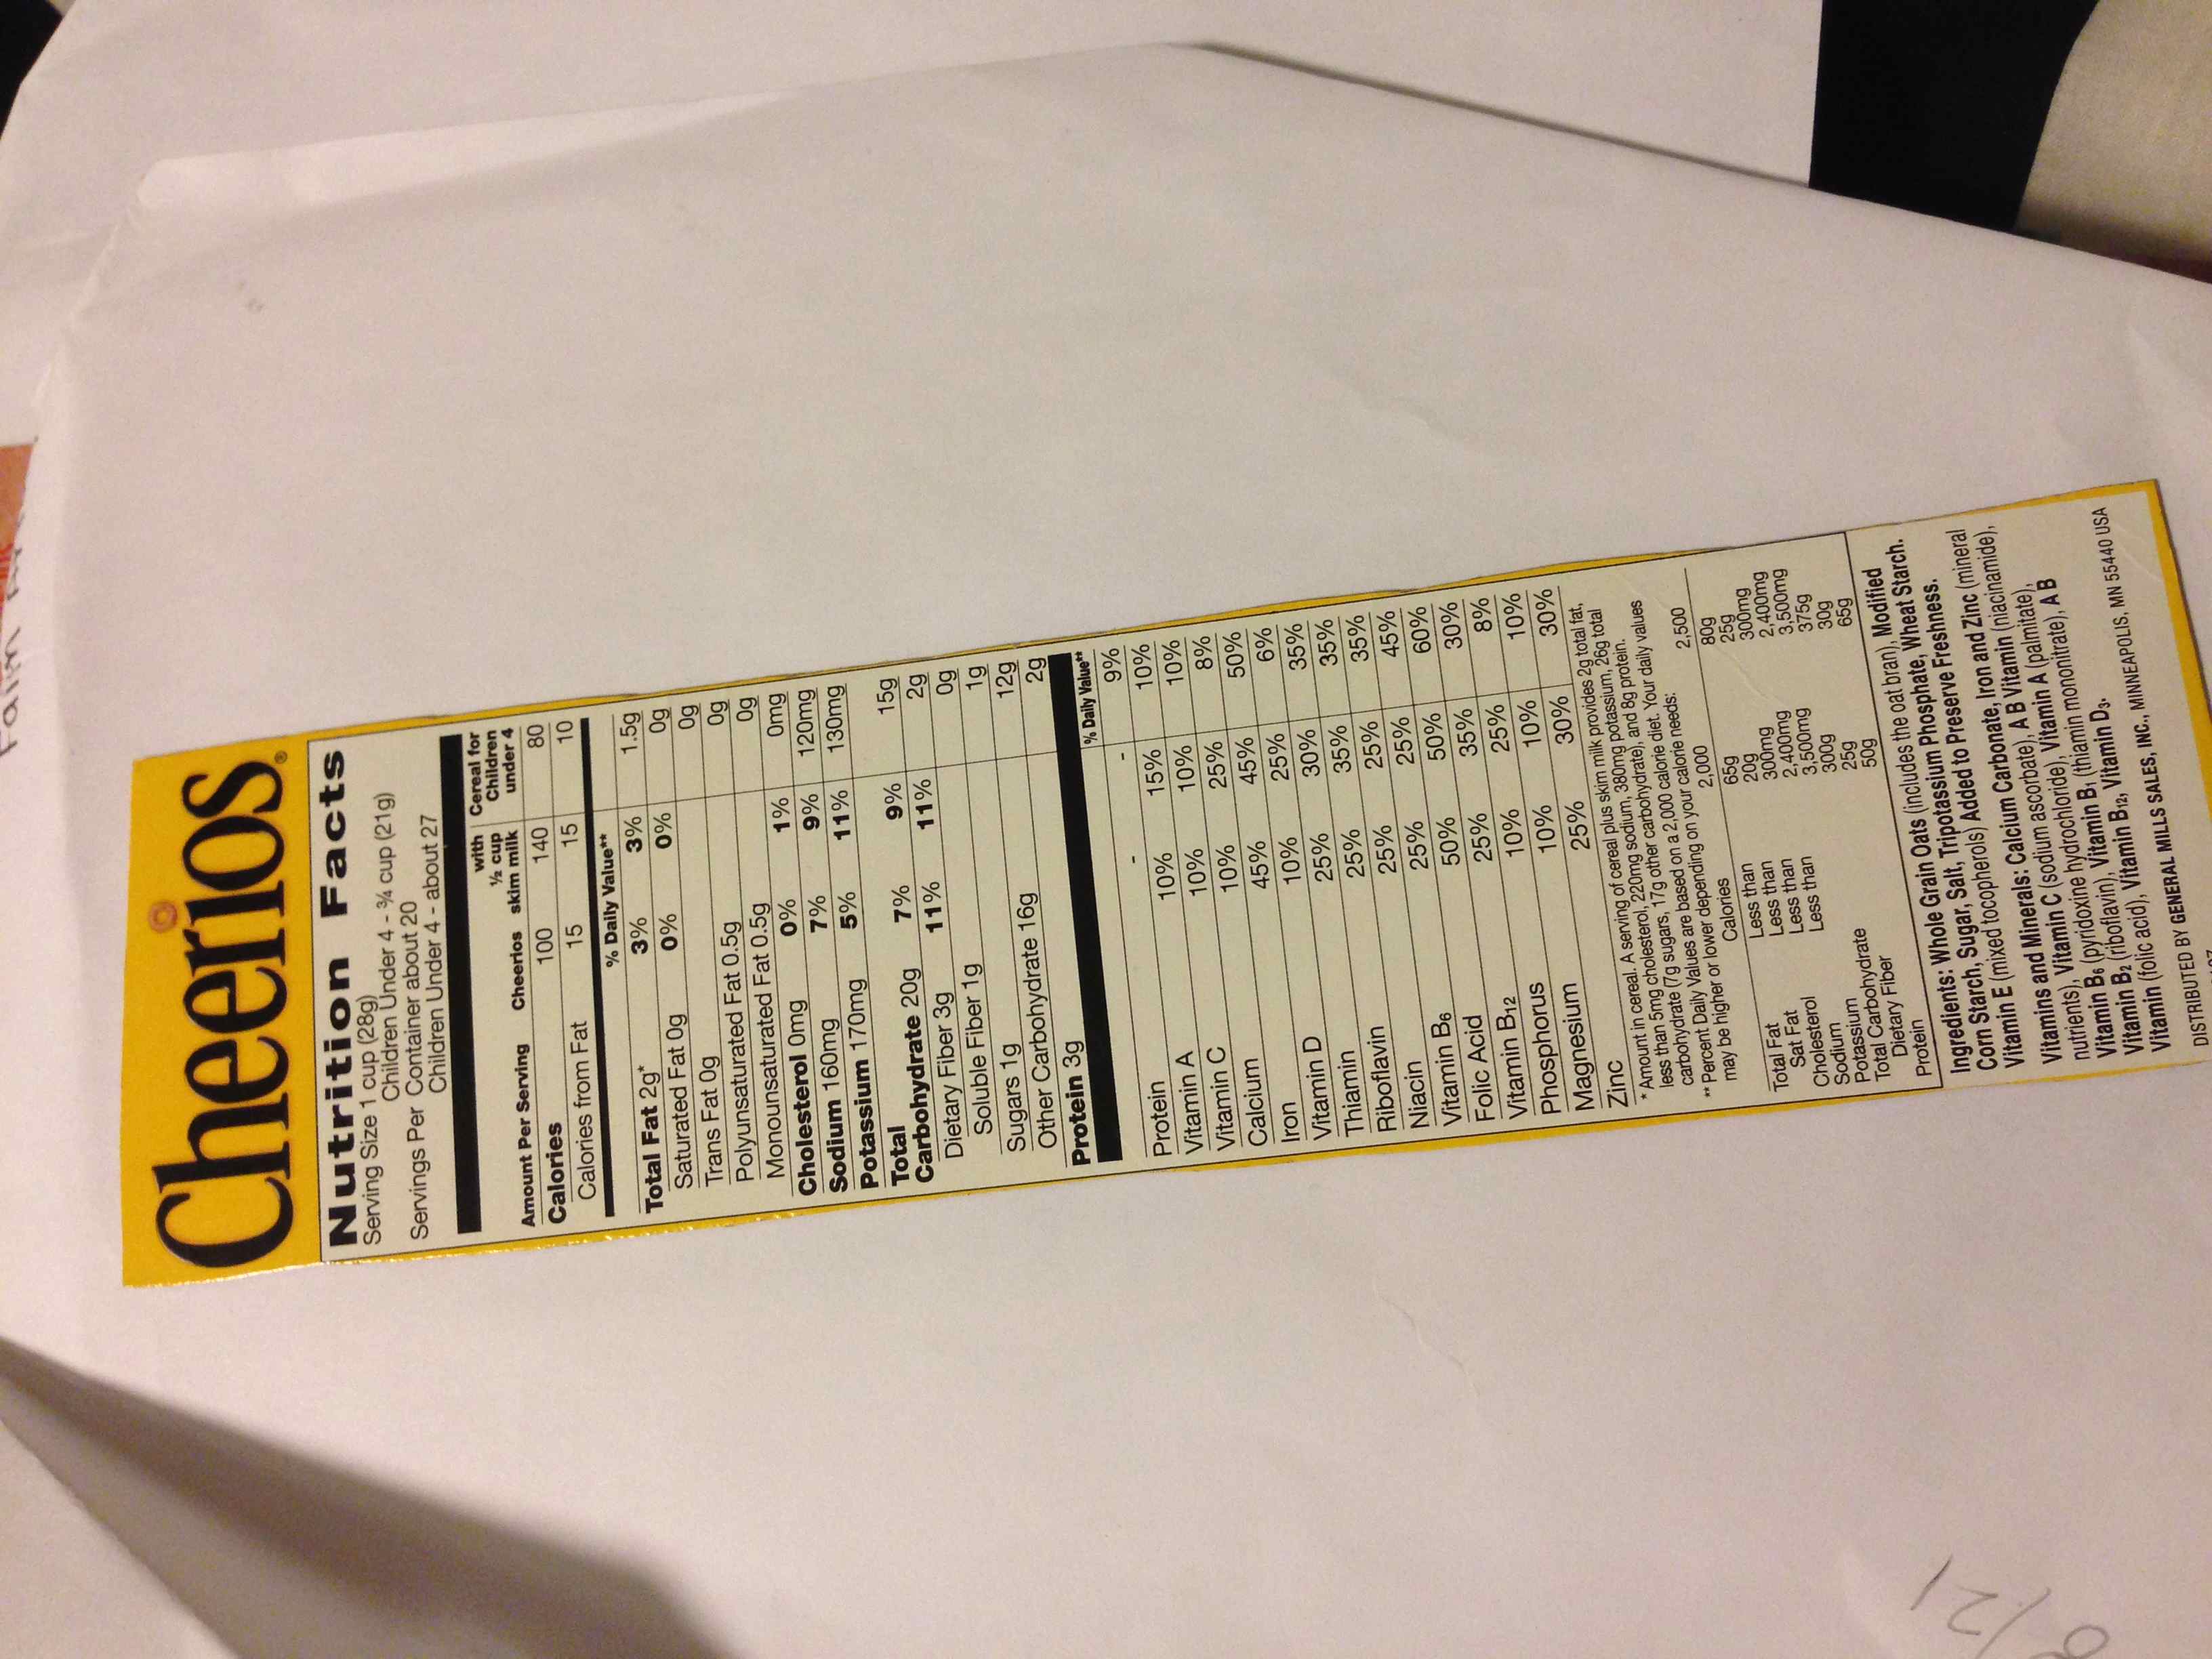 Palm
Cheerios®
Nutrition Facts
Serving Size 1 cup (28g)
Children Under 4 - ¾ cup (21g)
Servings Per Container about 20
Children Under 4 - about 27
Amount Per Serving Cheerios with ½ cup skim milk Cereal for Children under 4
Calories 100 140 80
Calories from Fat 15 15 10
% Daily Value**
Total Fat 2g* 3% 3% 1.5g
Saturated Fat 0g 0% 0% 0g
Trans Fat 0g 0g
Polyunsaturated Fat 0.5g 0g
Monounsaturated Fat 0.5g 0g
Cholesterol 0mg 0% 1% 0mg
Sodium 160mg 7% 9% 120mg
Potassium 170mg 5% 11% 130mg
Total
Carbohydrate 20g 7% 9% 15g
Dietary Fiber 3g 11% 11% 2g
Soluble Fiber 1g 0g
Sugars 1g 1g
Other Carbohydrate 16g 12g
Protein 3g 2g
% Daily Value**
Protein - - 9%
Vitamin A 10% 15% 10%
Vitamin C 10% 10% 10%
Calcium 10% 25% 8%
Iron 45% 45% 50%
Vitamin D 10% 25% 6%
Thiamin 25% 30% 35%
Riboflavin 25% 35% 35%
Niacin 25% 25% 35%
Vitamin B6 25% 25% 45%
Folic Acid 50% 50% 60%
Vitamin B12 25% 35% 30%
Phosphorus 10% 25% 8%
Magnesium 10% 10% 10%
Zinc 25% 30% 30%
* Amount in cereal. A serving of cereal plus skim milk provides 2g total fat,
less than 5mg cholesterol, 220mg sodium, 380mg potassium, 26g total
carbohydrate (7g sugars, 17g other carbohydrate), and 8g protein.
** Percent Daily Values are based on a 2,000 calorie diet. Your daily values
may be higher or lower depending on your calorie needs:
Calories 2,000 2,500
Total Fat Less than 65g 80g
Sat Fat Less than 20g 25g
Cholesterol Less than 300mg 300mg
Sodium Less than 2,400mg 2,400mg
Potassium 3,500mg 3,500mg
Total Carbohydrate 300g 375g
Dietary Fiber 25g 30g
Protein 50g 65g
Ingredients: Whole Grain Oats (includes the oat bran), Modified
Corn Starch, Sugar, Salt, Tripotassium Phosphate, Wheat Starch.
Vitamin E (mixed tocopherols) Added to Preserve Freshness.
Vitamins and Minerals: Calcium Carbonate, Iron and Zinc (mineral
nutrients), Vitamin C (sodium ascorbate), A B Vitamin (niacinamide),
Vitamin B6 (pyridoxine hydrochloride), Vitamin A (palmitate),
Vitamin B2 (riboflavin), Vitamin B1 (thiamin mononitrate), A B
Vitamin (folic acid), Vitamin B12, Vitamin D3.
DISTRIBUTED BY GENERAL MILLS SALES, INC., MINNEAPOLIS, MN 55440 USA
8/21